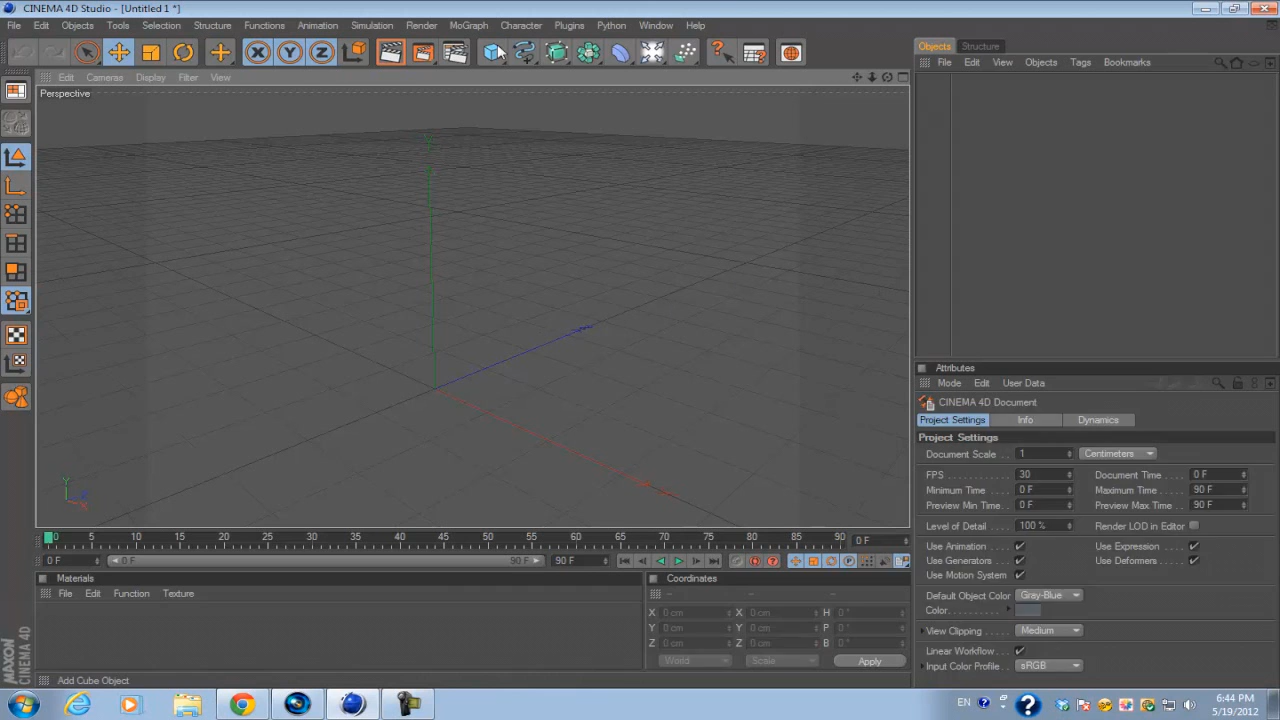 CINEMA 4D Studio - [Untitled 1 *]
File Edit Objects Tools Selection Structure Functions Animation Simulation Render MoGraph Character Plugins Python Window Help
X Y Z
Objects Structure
File Edit View Objects Tags Bookmarks
Edit Cameras Display Filter View
Perspective
Y
Y
Z
X
0 5 10 15 20 25 30 35 40 45 50 55 60 65 70 75 80 85 90
0 F
0 F 0 F 90 F 90 F
Materials
File Edit Function Texture
Coordinates
-- -- --
X 0 cm X 0 cm H 0 °
Y 0 cm Y 0 cm P 0 °
Z 0 cm Z 0 cm B 0 °
World Scale Apply
Attributes
Mode Edit User Data
CINEMA 4D Document
Project Settings Info Dynamics
Project Settings
Document Scale . . 1 Centimeters
FPS 30 Document Time 0 F
Minimum Time 0 F Maximum Time 90 F
Preview Min Time 0 F Preview Max Time 90 F
Level of Detail 100 % Render LOD in Editor
Use Animation Use Expression
Use Generators Use Deformers
Use Motion System
Default Object Color Gray-Blue
Color
View Clipping Medium
Linear Workflow
Input Color Profile sRGB
MAXON
CINEMA 4D
Add Cube Object
EN
6:44 PM
5/19/2012